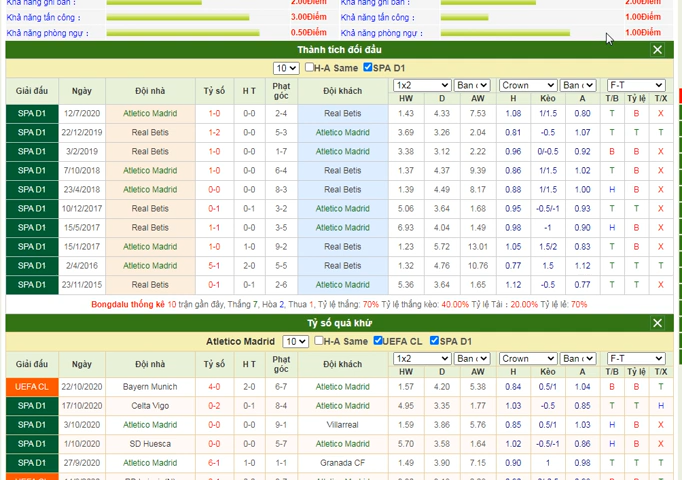 Khả năng ghi bàn : 2.00Điểm Khả năng ghi bàn : 1.00Điểm
Khả năng tấn công : 3.00Điểm Khả năng tấn công : 1.00Điểm
Khả năng phòng ngự : 0.50Điểm Khả năng phòng ngự : 1.00Điểm
Thành tích đối đầu
10 H-A Same SPA D1
Giải đấu Ngày Đội nhà Tỷ số H T Phạt góc Đội khách 1x2 Ban Crown Ban F-T
HW D AW H Kèo A T/B Tỷ lệ T/X
SPA D1 12/7/2020 Atletico Madrid 1-0 0-0 2-4 Real Betis 1.43 4.33 7.53 1.08 1/1.5 0.80 T B X
SPA D1 22/12/2019 Real Betis 1-2 0-0 5-3 Atletico Madrid 3.69 3.26 2.04 0.81 -0.5 1.07 T T T
SPA D1 3/2/2019 Real Betis 1-0 0-0 1-7 Atletico Madrid 3.38 3.12 2.22 0.96 0/-0.5 0.92 B B X
SPA D1 7/10/2018 Atletico Madrid 1-0 0-0 6-4 Real Betis 1.37 4.37 9.39 0.86 1/1.5 1.02 T B X
SPA D1 23/4/2018 Atletico Madrid 0-0 0-0 8-3 Real Betis 1.39 4.49 8.17 0.88 1/1.5 1.00 H B X
SPA D1 10/12/2017 Real Betis 0-1 0-1 3-2 Atletico Madrid 5.06 3.64 1.68 0.95 -0.5/-1 0.93 T T X
SPA D1 15/5/2017 Real Betis 1-1 0-0 3-5 Atletico Madrid 6.93 4.04 1.49 0.98 -1 0.90 H B X
SPA D1 15/1/2017 Atletico Madrid 1-0 1-0 9-2 Real Betis 1.23 5.72 13.01 1.05 1.5/2 0.83 T B X
SPA D1 2/4/2016 Atletico Madrid 5-1 2-0 5-5 Real Betis 1.32 4.76 10.76 0.77 1.5 1.12 T T T
SPA D1 23/11/2015 Real Betis 0-1 0-1 2-6 Atletico Madrid 5.36 3.64 1.65 1.12 -0.5 0.77 T T X
Bongdalu thống kê 10 trận gần đây, Thắng 7, Hòa 2, Thua 1, Tỷ lệ thắng: 70% Tỷ lệ thắng kèo: 40.00% Tỷ lệ Tài : 20.00% Tỷ lệ lẻ: 70%
Tỷ số quá khứ
Atletico Madrid 10 H-A Same UEFA CL SPA D1
Giải đấu Ngày Đội nhà Tỷ số H T Phạt góc Đội khách 1x2 Ban Crown Ban F-T
HW D AW H Kèo A T/B Tỷ lệ T/X
UEFA CL 22/10/2020 Bayern Munich 4-0 2-0 6-7 Atletico Madrid 1.57 4.20 5.38 0.84 0.5/1 1.04 B B T
SPA D1 17/10/2020 Celta Vigo 0-2 0-1 8-4 Atletico Madrid 4.95 3.35 1.77 1.03 -0.5 0.85 T T H
SPA D1 3/10/2020 Atletico Madrid 0-0 0-0 9-1 Villarreal 1.59 3.86 5.76 0.85 0.5/1 1.03 H B X
SPA D1 1/10/2020 SD Huesca 0-0 0-0 5-7 Atletico Madrid 5.70 3.58 1.64 1.02 -0.5/-1 0.86 H B X
SPA D1 27/9/2020 Atletico Madrid 6-1 1-0 1-1 Granada CF 1.49 3.90 7.15 0.90 1 0.98 T T T